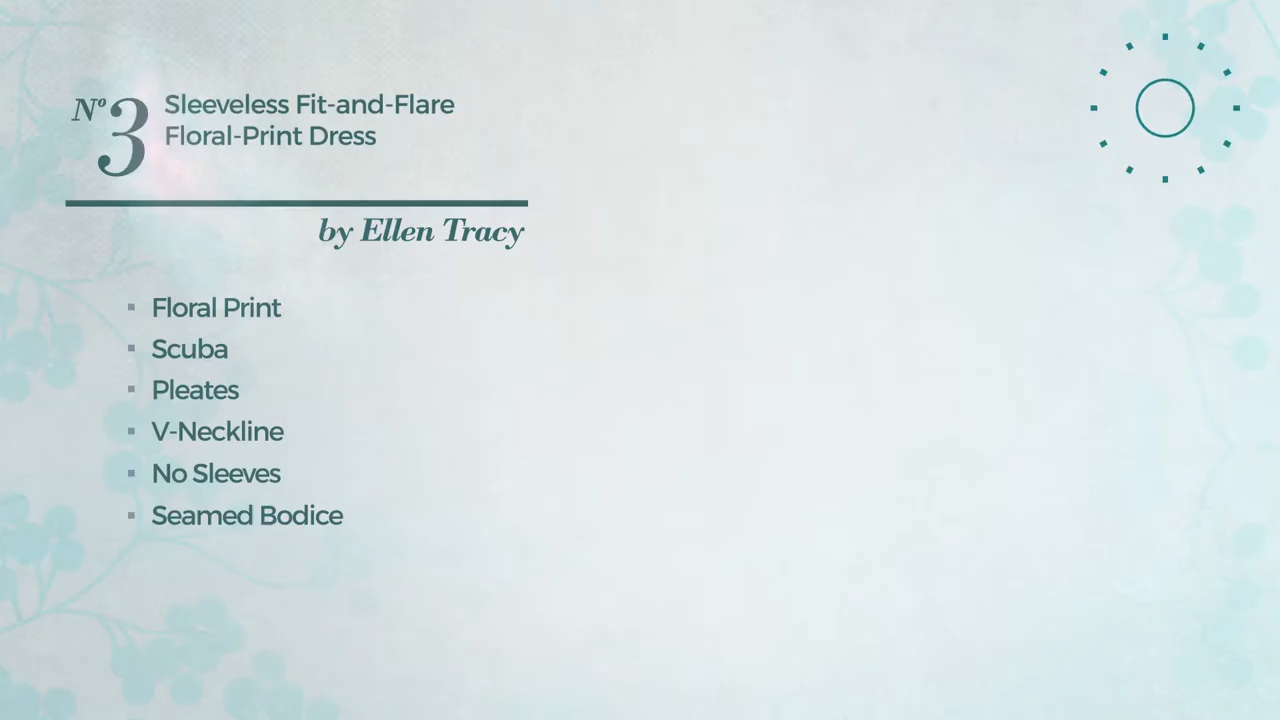 Nº3 Sleeveless Fit-and-Flare
Floral-Print Dress
by Ellen Tracy
▪ Floral Print
▪ Scuba
▪ Pleates
▪ V-Neckline
▪ No Sleeves
▪ Seamed Bodice